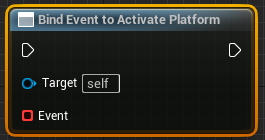 Bind Event to Activate Platform
Target self
Event